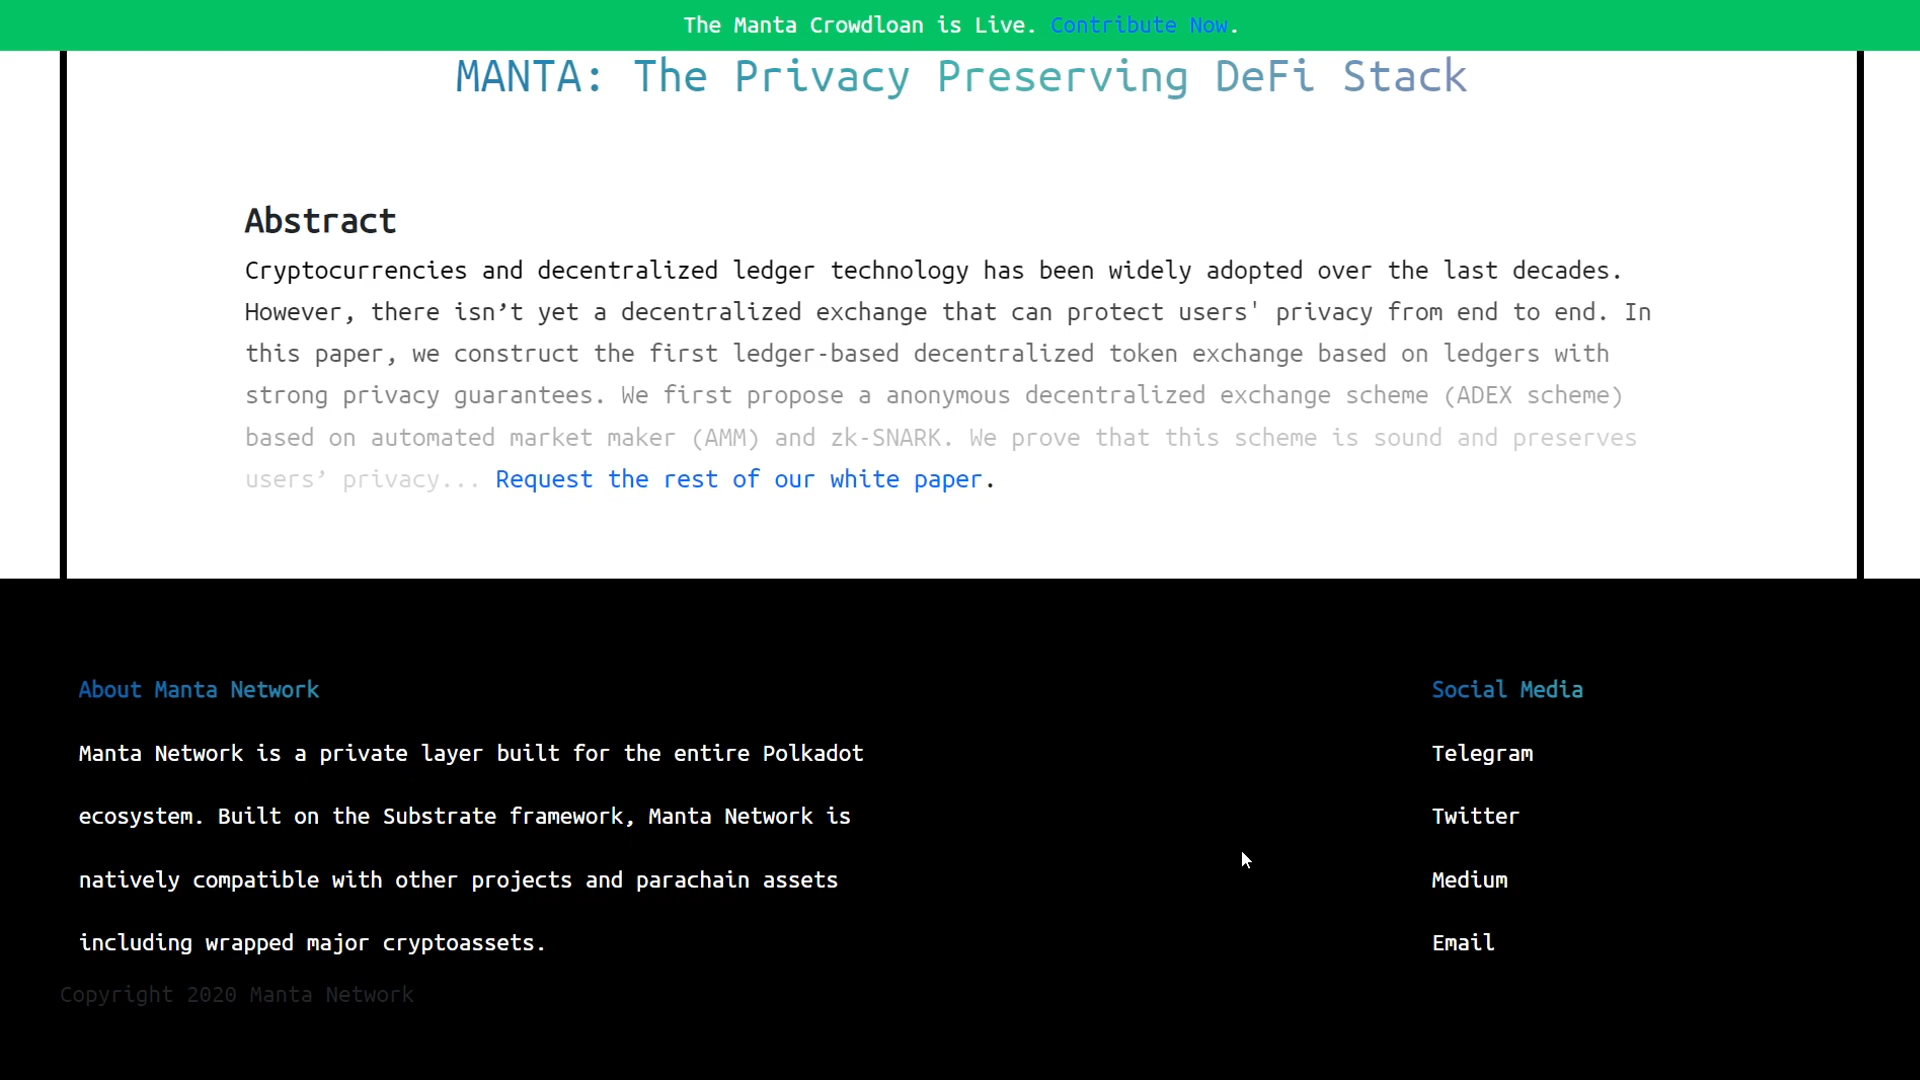 The Manta Crowdloan is Live. Contribute Now.
MANTA: The Privacy Preserving DeFi Stack
Abstract
Cryptocurrencies and decentralized ledger technology has been widely adopted over the last decades.
However, there isn’t yet a decentralized exchange that can protect users' privacy from end to end. In
this paper, we construct the first ledger-based decentralized token exchange based on ledgers with
strong privacy guarantees. We first propose a anonymous decentralized exchange scheme (ADEX scheme)
based on automated market maker (AMM) and zk-SNARK. We prove that this scheme is sound and preserves
users’ privacy... Request the rest of our white paper.
About Manta Network
Manta Network is a private layer built for the entire Polkadot
ecosystem. Built on the Substrate framework, Manta Network is
natively compatible with other projects and parachain assets
including wrapped major cryptoassets.
Social Media
Telegram
Twitter
Medium
Email
Copyright 2020 Manta Network